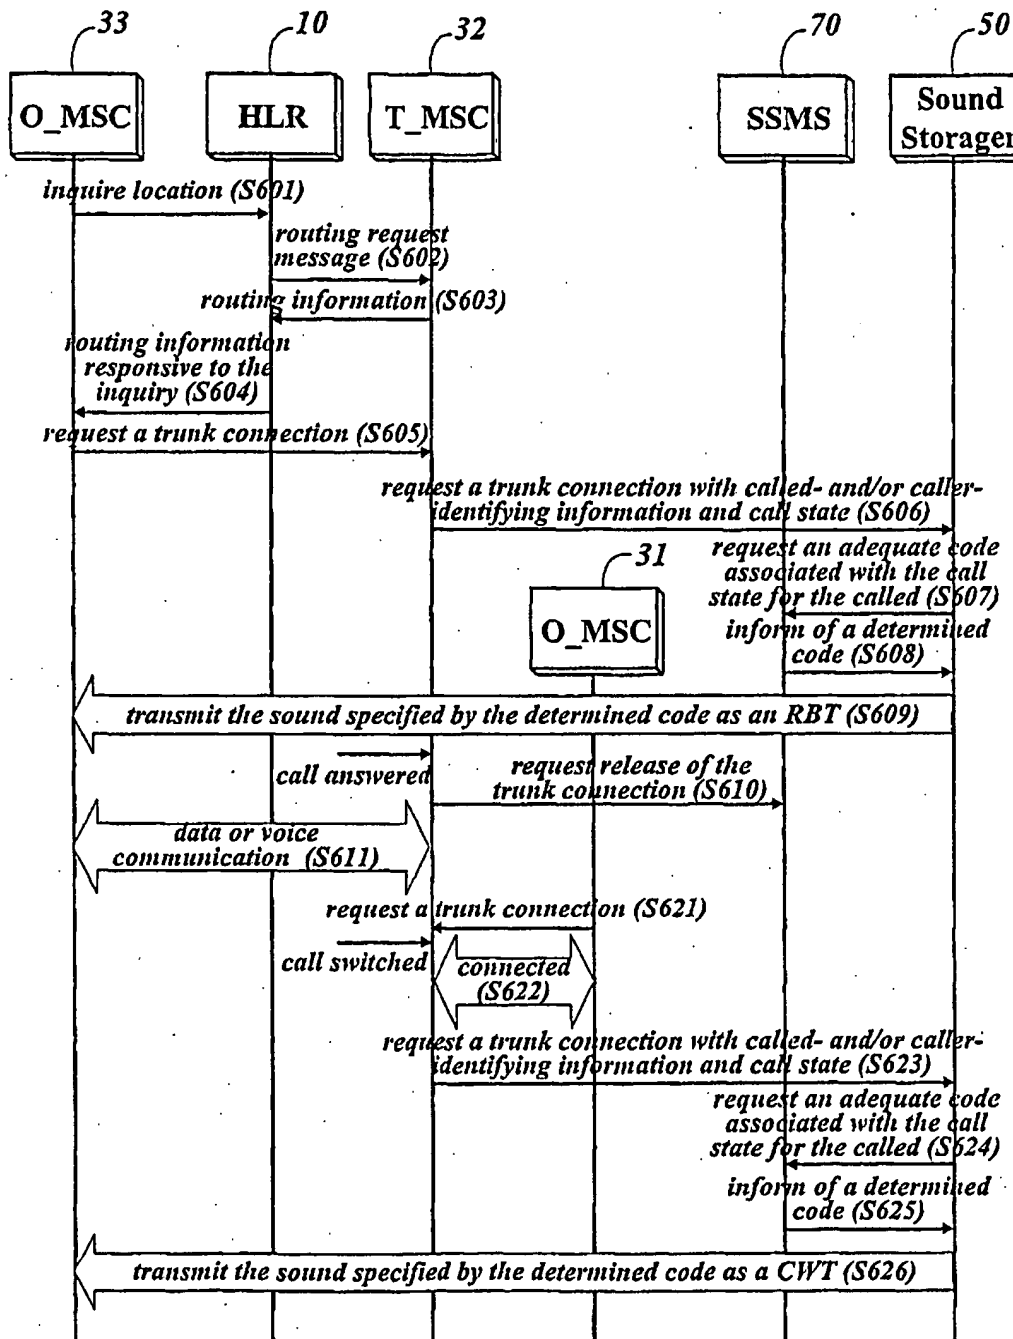 33
10
32
70
50
O_MSC
HLR
T_MSC
SSMS
Sound
Storager
inquire location (S601)
routing request
message (S602)
routing information (S603)
routing information
responsive to the
inquiry (S604)
request a trunk connection (S605)
request a trunk connection with called- and/or caller-
identifying information and call state (S606)
request an adequate code
associated with the call
state for the called (S607)
31
O_MSC
inform of a determined
code (S608)
transmit the sound specified by the determined code as an RBT (S609)
call answered
request release of the
trunk connection (S610)
data or voice
communication (S611)
request a trunk connection (S621)
call switched
connected
(S622)
request a trunk connection with called- and/or caller-
identifying information and call state (S623)
request an adequate code
associated with the call
state for the called (S624)
inform of a determined
code (S625)
transmit the sound specified by the determined code as a CWT (S626)